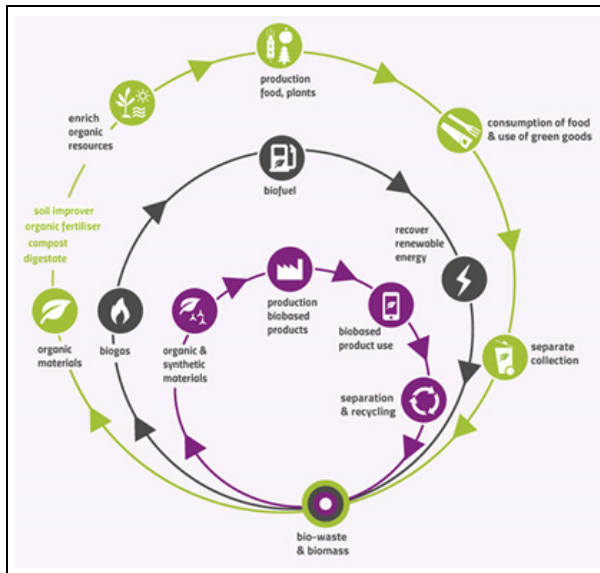 production
food, plants
enrich
organic
resources
consumption of food
& use of green goods
biofuel
soil improver
organic fertiliser
compost
digestate
recover
renewable
energy
production
biobased
products
biobased
product use
organic
materials
biogas
organic &
synthetic
materials
separate
collection
separation
& recycling
bio-waste
& biomass